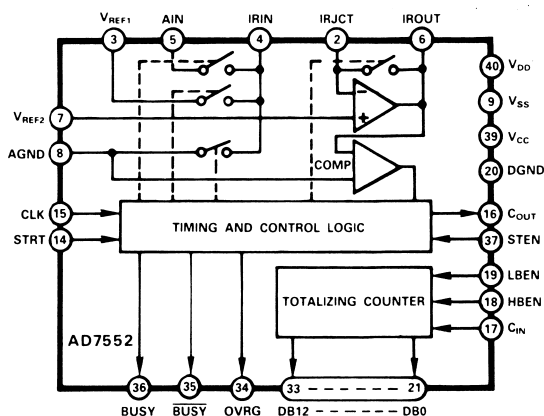 VREF1 AIN IRIN IRJCT IROUT
3 5 4 2 6
40 VDD
9 VSS
VREF2 7
− +
39 VCC
AGND 8
COMP
20 DGND
CLK 15
TIMING AND CONTROL LOGIC
16 COUT
STRT 14
37 STEN
19 LBEN
TOTALIZING COUNTER
18 HBEN
17 CIN
AD7552
36 35 34 33 - - - - - - 21
BUSY BUSY OVRG DB12 - - - - - - DB0